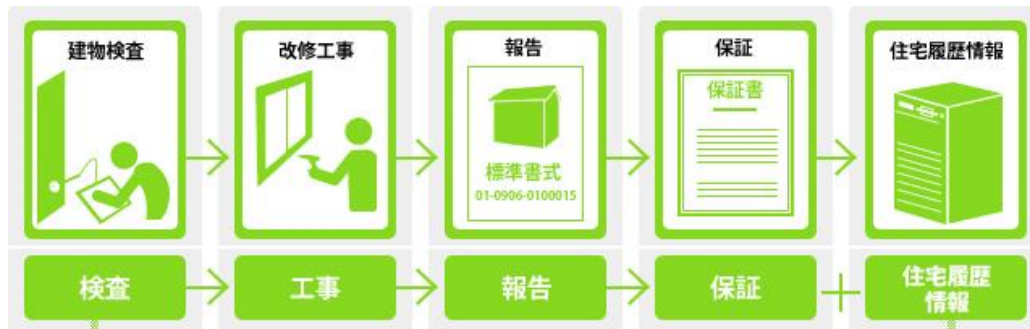 建物検査
改修工事
報告
保証
住宅履歴情報
標準書式
01-0906-0100015
保証書
検査
工事
報告
保証
住宅履歴
情報